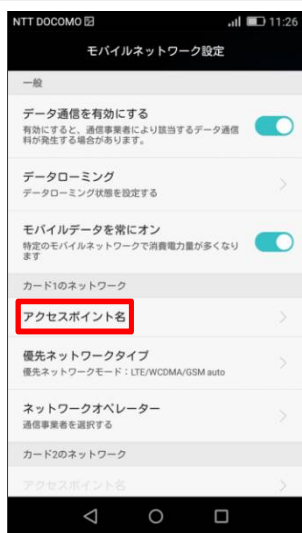 NTT DOCOMO 11:26
モバイルネットワーク設定
一般
データ通信を有効にする
有効にすると、通信事業者により該当するデータ通信
料が発生する場合があります。
データローミング
データローミング状態を設定する
モバイルデータを常にオン
特定のモバイルネットワークで消費電力量が多くなり
ます
カード1のネットワーク
アクセスポイント名
優先ネットワークタイプ
優先ネットワークモード：LTE/WCDMA/GSM auto
ネットワークオペレーター
通信事業者を選択する
カード2のネットワーク
アクセスポイント名